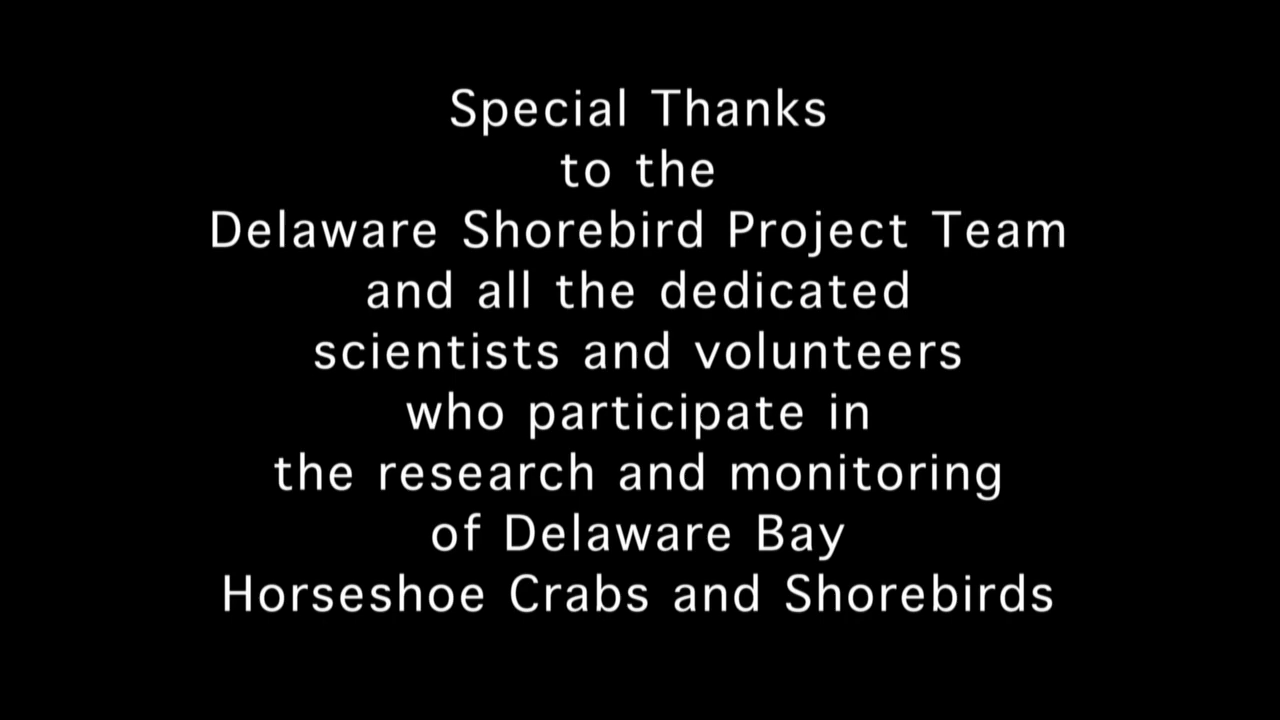 Special Thanks
to the
Delaware Shorebird Project Team
and all the dedicated
scientists and volunteers
who participate in
the research and monitoring
of Delaware Bay
Horseshoe Crabs and Shorebirds